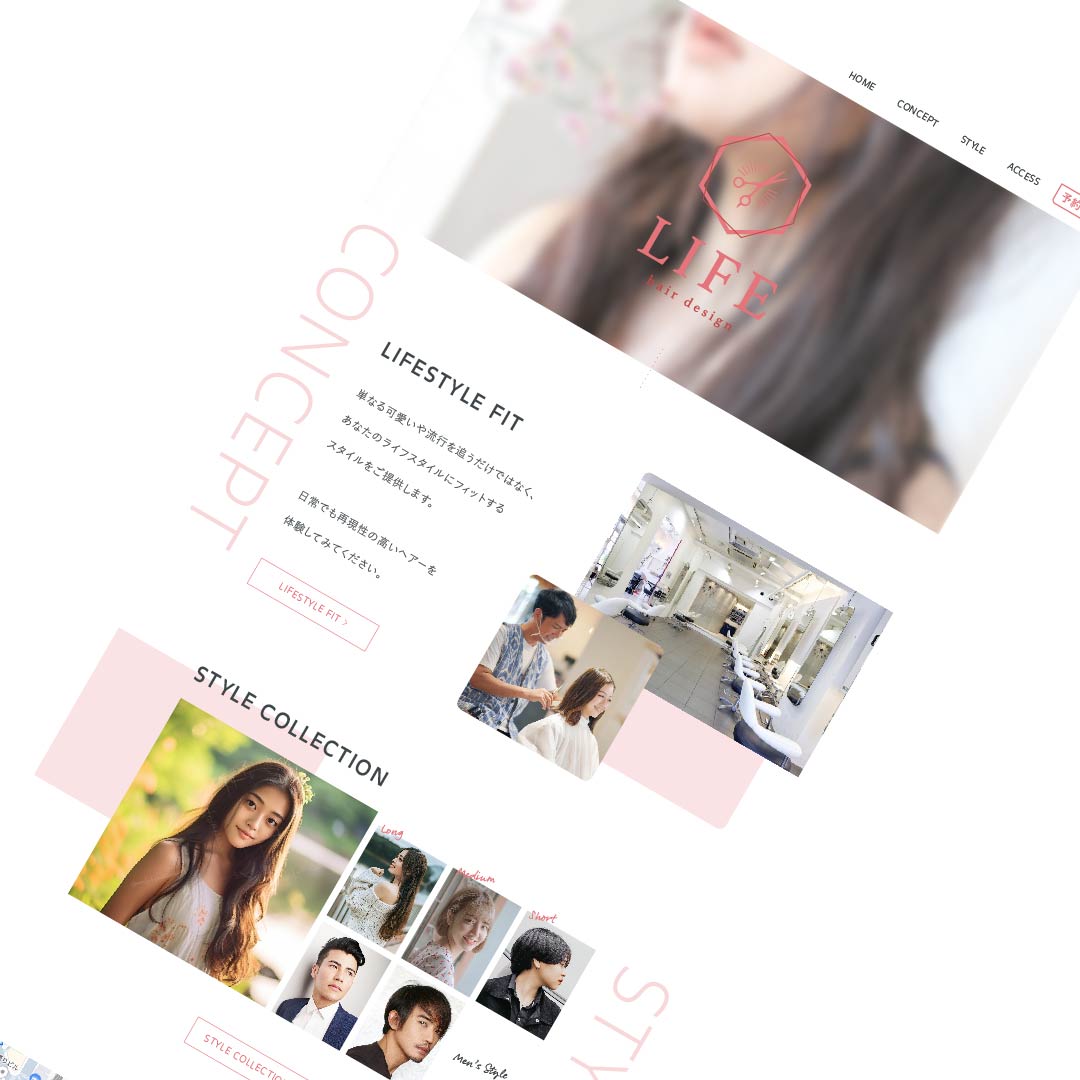 HOME
CONCEPT
STYLE
ACCESS
予約
LIFE
hair design
CONCEPT
LIFESTYLE FIT
単なる可愛いや流行を追うだけではなく、
あなたのライフスタイルにフィットする
スタイルをご提供します。
日常でも再現性の高いヘアーを
体験してみてください。
LIFESTYLE FIT >
STYLE COLLECTION
Long
Medium
Short
Men's Style
STY
STYLE COLLECTIO